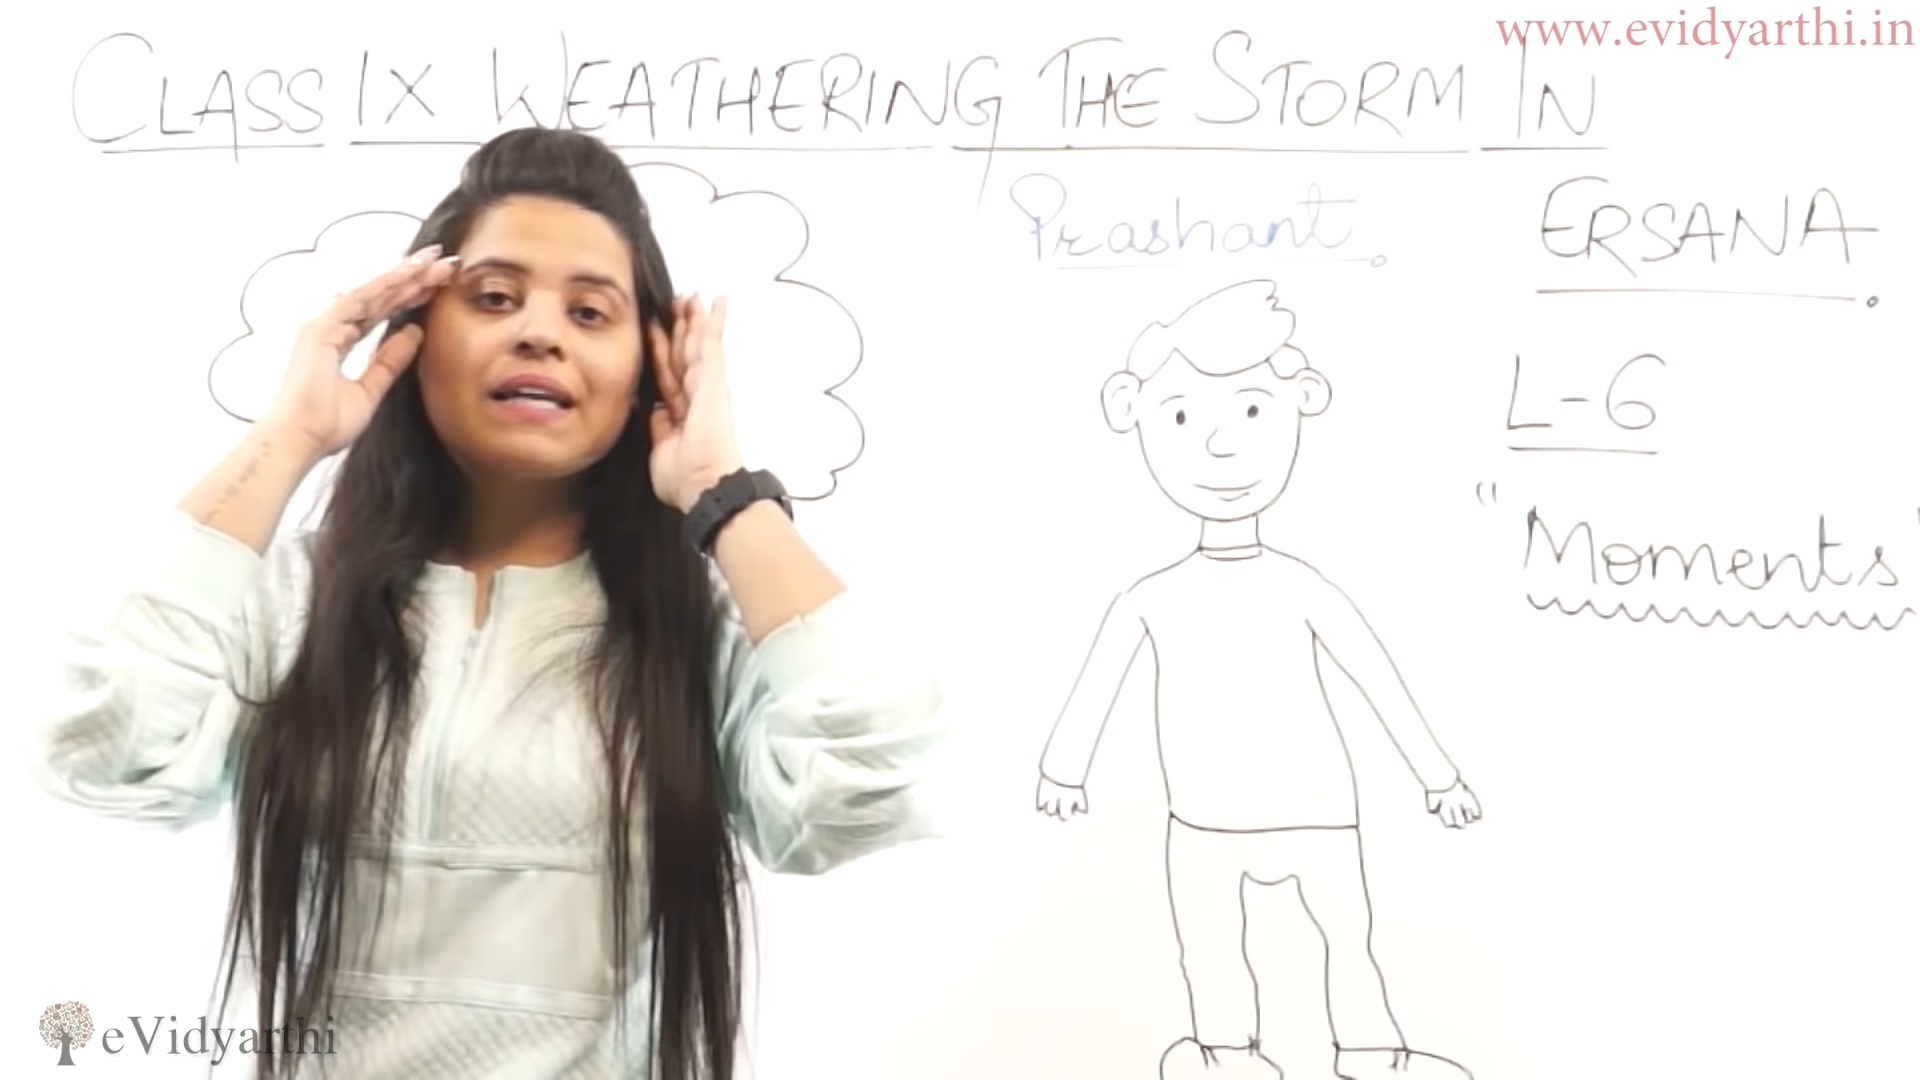 www.evidyarthi.in
CLASS IX WEATHERING THE STORM IN
Prashant
ERSANA
L-6
"Moments"
eVidyarthi